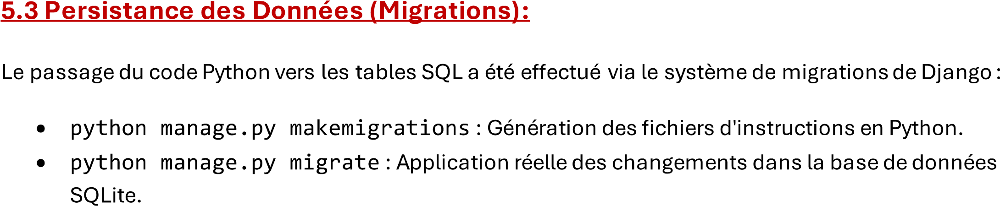 5.3 Persistance des Données (Migrations):
Le passage du code Python vers les tables SQL a été effectué via le système de migrations de Django :
• python manage.py makemigrations : Génération des fichiers d'instructions en Python.
• python manage.py migrate : Application réelle des changements dans la base de données
SQLite.